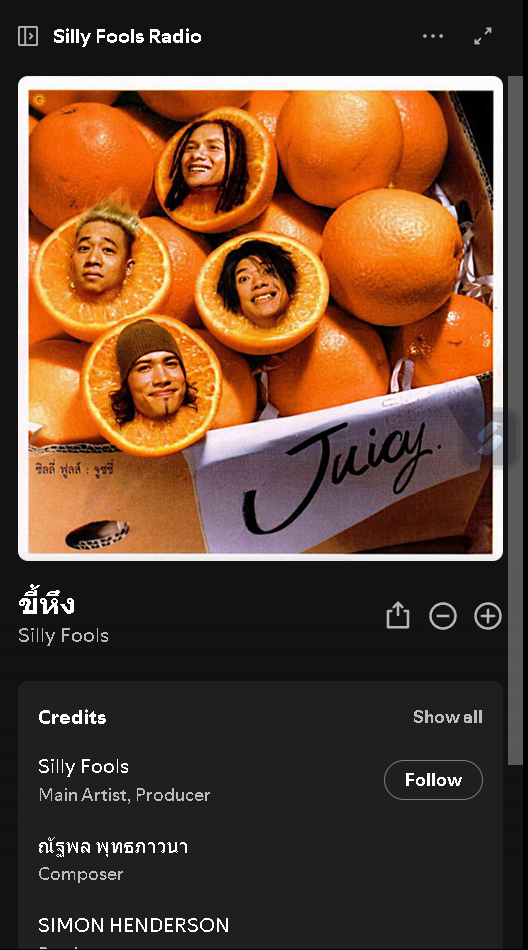 Silly Fools Radio
ซิลลี่ ฟูลส์ : จูซซี่
Juicy.
ขี้หึง
Silly Fools
Credits
Show all
Silly Fools
Main Artist, Producer
Follow
ณัฐพล พุทธภาวนา
Composer
SIMON HENDERSON